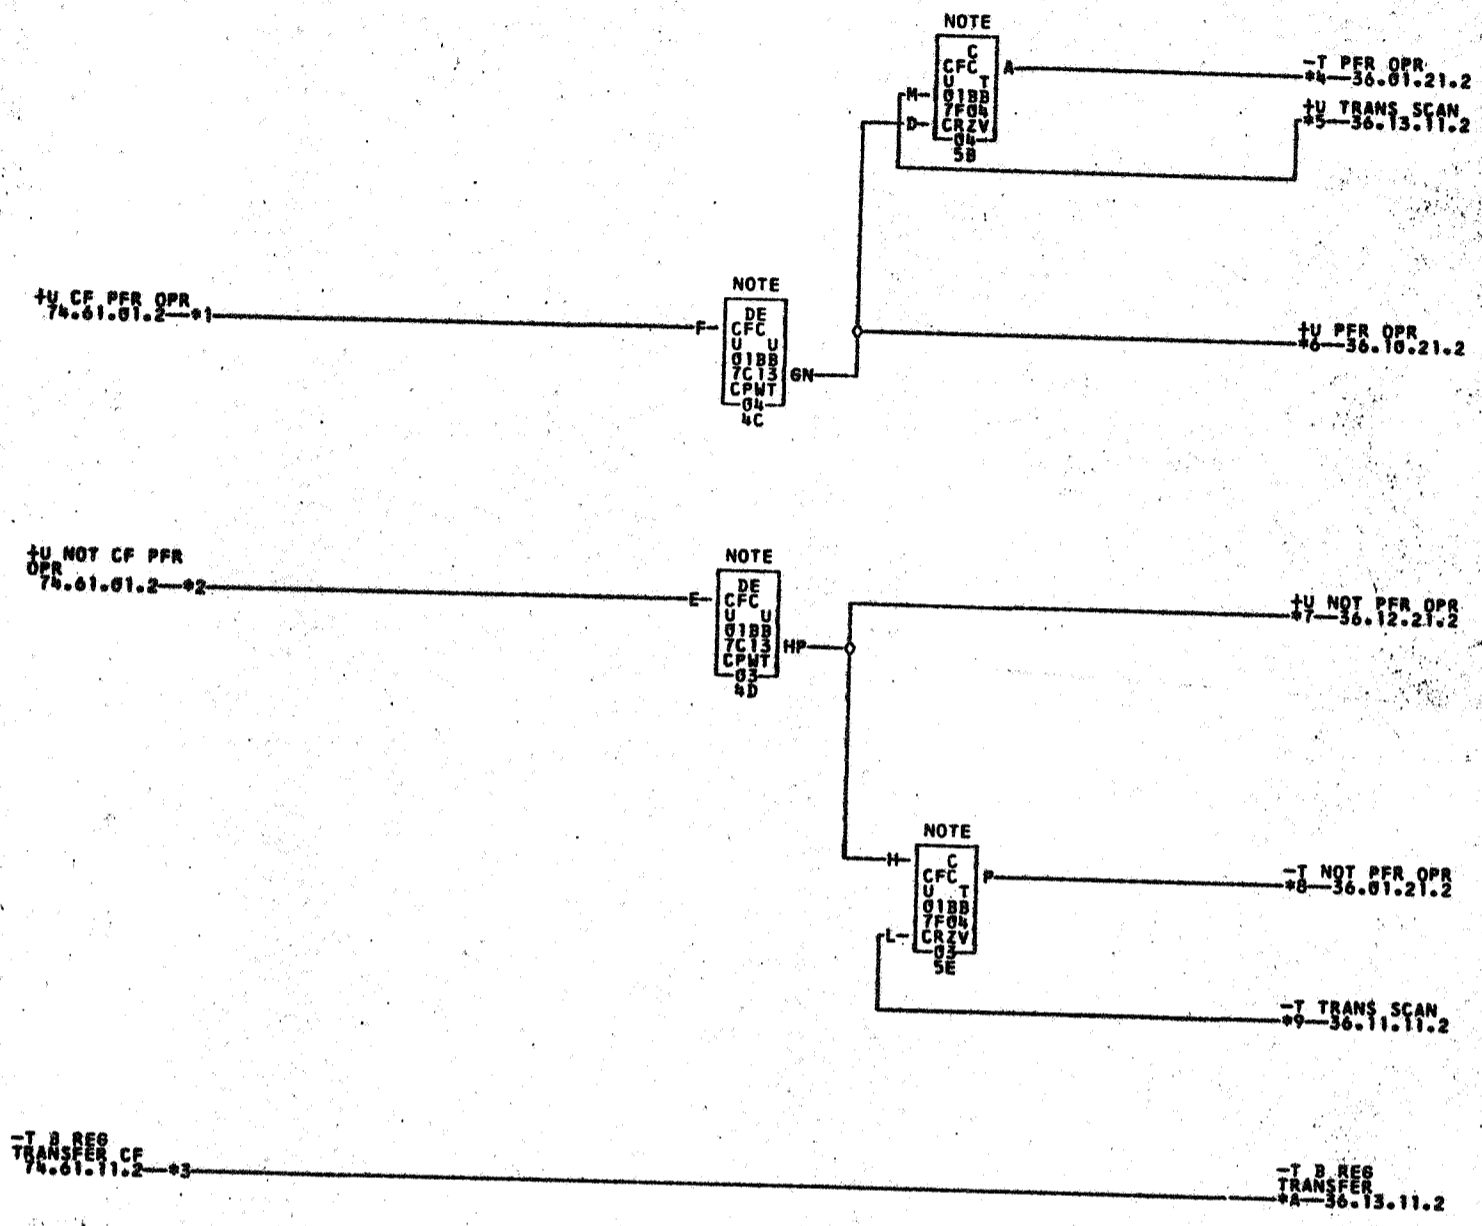 NOTE
C
CFC A
U T
-M- 01BB
7F04
-D- CRZV
04
5B
-T PFR OPR
*4—36.01.21.2
+U TRANS SCAN
*5—36.13.11.2
+U CF PFR OPR
74.61.01.2—*1
NOTE
DE
-F- CFC
U U
01BB
7C13 GN
CPWT
04
4C
+U PFR OPR
*6—36.10.21.2
+U NOT CF PFR
OPR
74.61.01.2—*2
NOTE
DE
E- CFC
U U
01BB
7C13 HP
CPWT
03
4D
+U NOT PFR OPR
*7—36.12.21.2
NOTE
-H- C
CFC P
U T
01BB
7F04
-L- CRZV
03
5E
-T NOT PFR OPR
*8—36.01.21.2
-T TRANS SCAN
*9—36.11.11.2
-T B REG
TRANSFER CF
74.61.11.2—*3
-T B REG
TRANSFER
*A—36.13.11.2